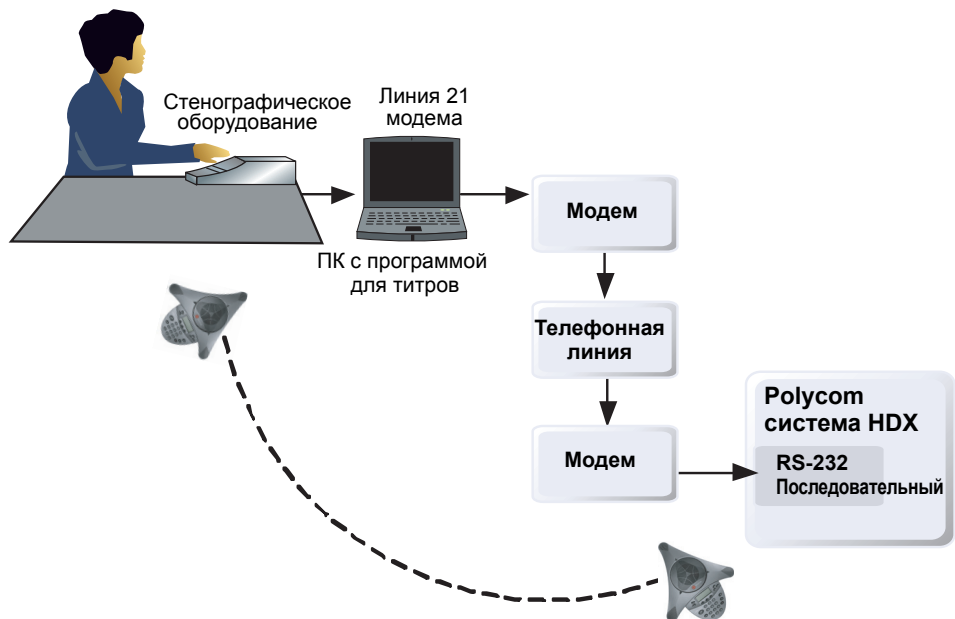 Стенографическое
оборудование
Линия 21
модема
ПК с программой
для титров
Модем
Телефонная
линия
Модем
Polycom
система HDX
RS-232
Последовательный